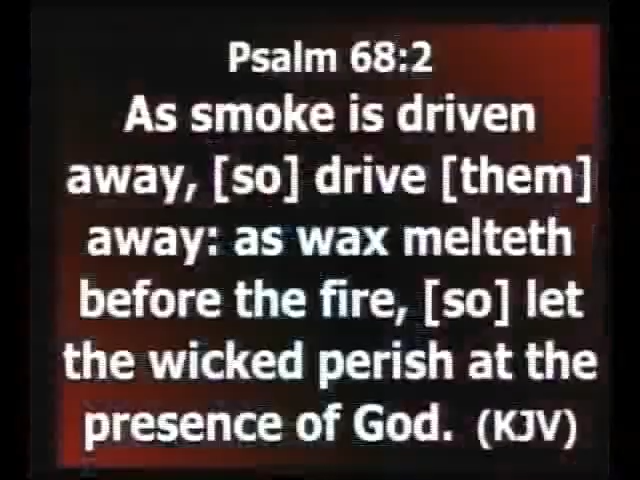 Psalm 68:2
As smoke is driven
away, [so] drive [them]
away: as wax melteth
before the fire, [so] let
the wicked perish at the
presence of God. (KJV)